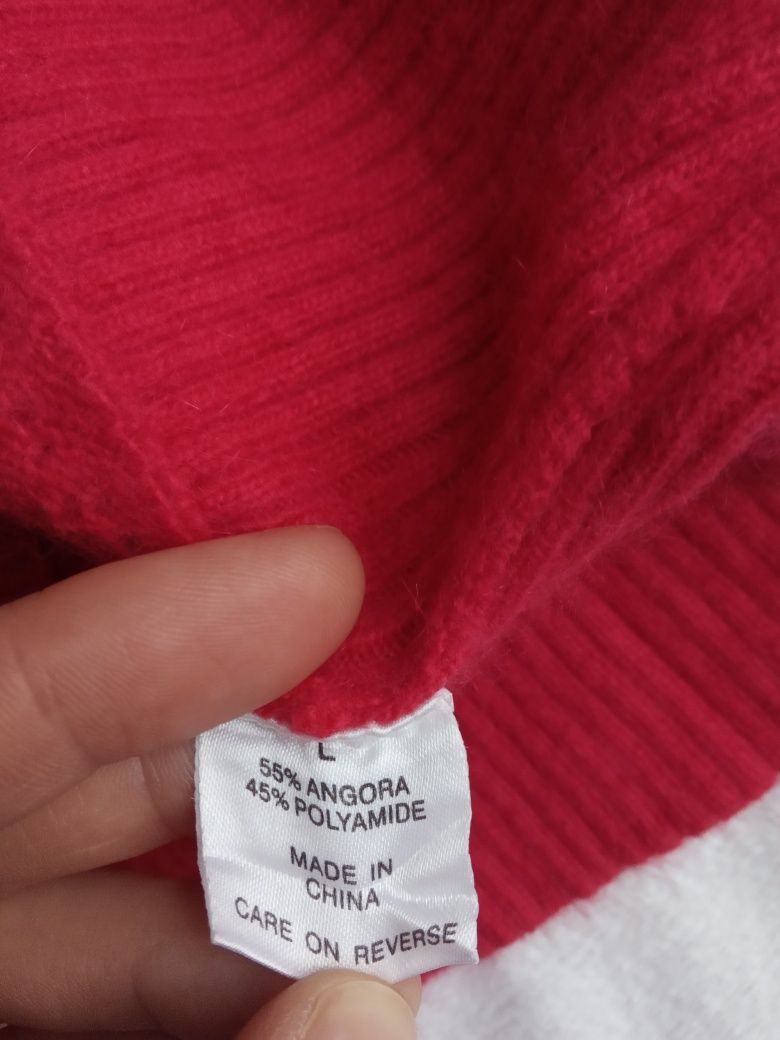 L
55% ANGORA
45% POLYAMIDE
MADE IN
CHINA
CARE ON REVERSE